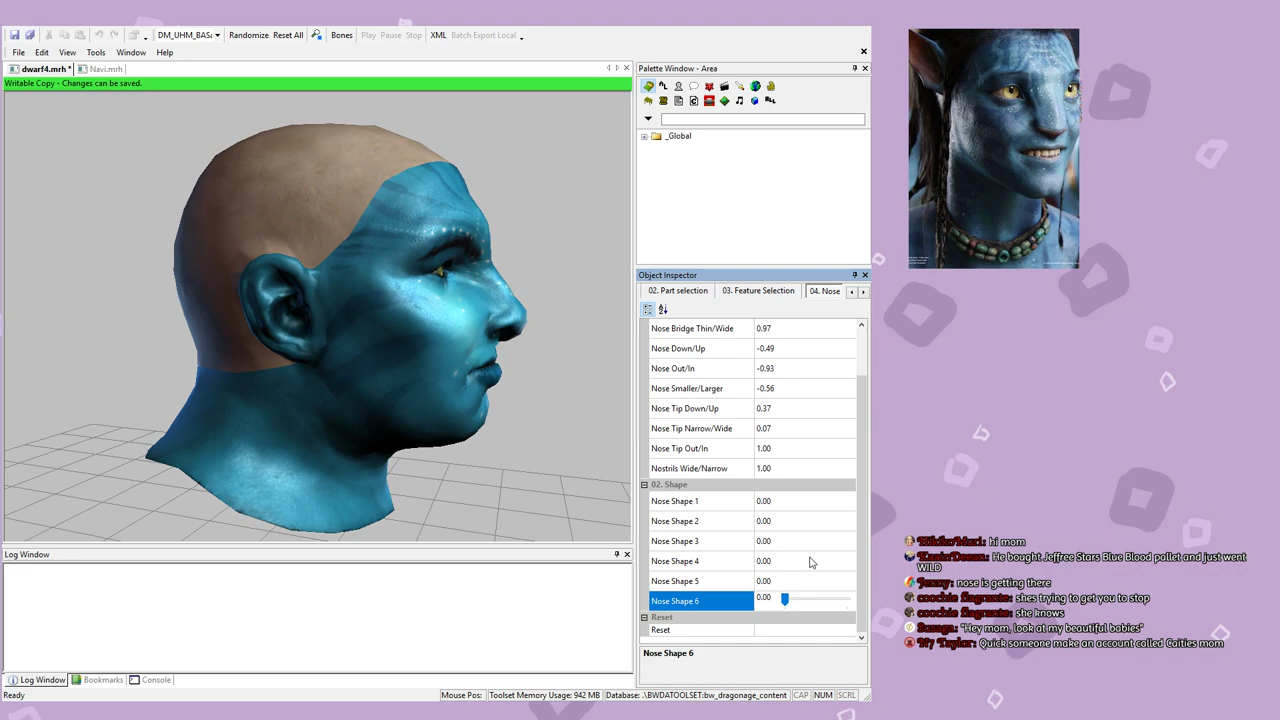 DM_UHM_BAS Randomize Reset All Bones Play Pause Stop XML Batch Export Local
File Edit View Tools Window Help
dwarf4.mrh * Navi.mrh
Writable Copy - Changes can be saved.
Palette Window - Area
_Global
Object Inspector
02. Part selection 03. Feature Selection 04. Nose
Nose Bridge Thin/Wide 0.97
Nose Down/Up -0.49
Nose Out/In -0.93
Nose Smaller/Larger -0.56
Nose Tip Down/Up 0.37
Nose Tip Narrow/Wide 0.07
Nose Tip Out/In 1.00
Nostrils Wide/Narrow 1.00
02. Shape
Nose Shape 1 0.00
Nose Shape 2 0.00
Nose Shape 3 0.00
Nose Shape 4 0.00
Nose Shape 5 0.00
Nose Shape 6 0.00
Reset
Reset
Nose Shape 6
Log Window
Log Window Bookmarks Console
Ready Mouse Pos: Toolset Memory Usage: 942 MB Database: .\BWDATOOLSET:bw_dragonage_content CAP NUM SCRL
hi mom
He bought Jeffree Stars Blue Blood pallet and just went
WILD
Jenny: nose is getting there
shes trying to get you to stop
she knows
"Hey mom, look at my beautiful babies"
My Taylor: Quick someone make an account called Caities mom